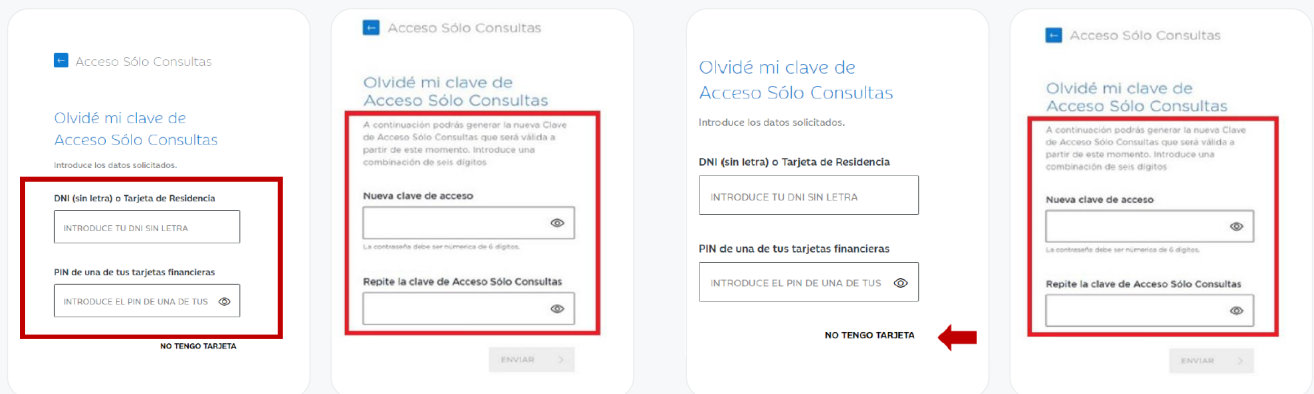 Acceso Sólo Consultas
Olvidé mi clave de
Acceso Sólo Consultas
Introduce los datos solicitados.
DNI (sin letra) o Tarjeta de Residencia
INTRODUCE TU DNI SIN LETRA
PIN de una de tus tarjetas financieras
INTRODUCE EL PIN DE UNA DE TUS
NO TENGO TARJETA
Acceso Sólo Consultas
Olvidé mi clave de
Acceso Sólo Consultas
A continuación podrás generar la nueva Clave
de Acceso Sólo Consultas que será válida a
partir de este momento. Introduce una
combinación de seis dígitos
Nueva clave de acceso
La contraseña debe ser númerica de 6 dígitos.
Repite la clave de Acceso Sólo Consultas
ENVIAR
Olvidé mi clave de
Acceso Sólo Consultas
Introduce los datos solicitados.
DNI (sin letra) o Tarjeta de Residencia
INTRODUCE TU DNI SIN LETRA
PIN de una de tus tarjetas financieras
INTRODUCE EL PIN DE UNA DE TUS
NO TENGO TARJETA
Acceso Sólo Consultas
Olvidé mi clave de
Acceso Sólo Consultas
A continuación podrás generar la nueva Clave
de Acceso Sólo Consultas que será válida a
partir de este momento. Introduce una
combinación de seis dígitos
Nueva clave de acceso
La contraseña debe ser númerica de 6 dígitos.
Repite la clave de Acceso Sólo Consultas
ENVIAR